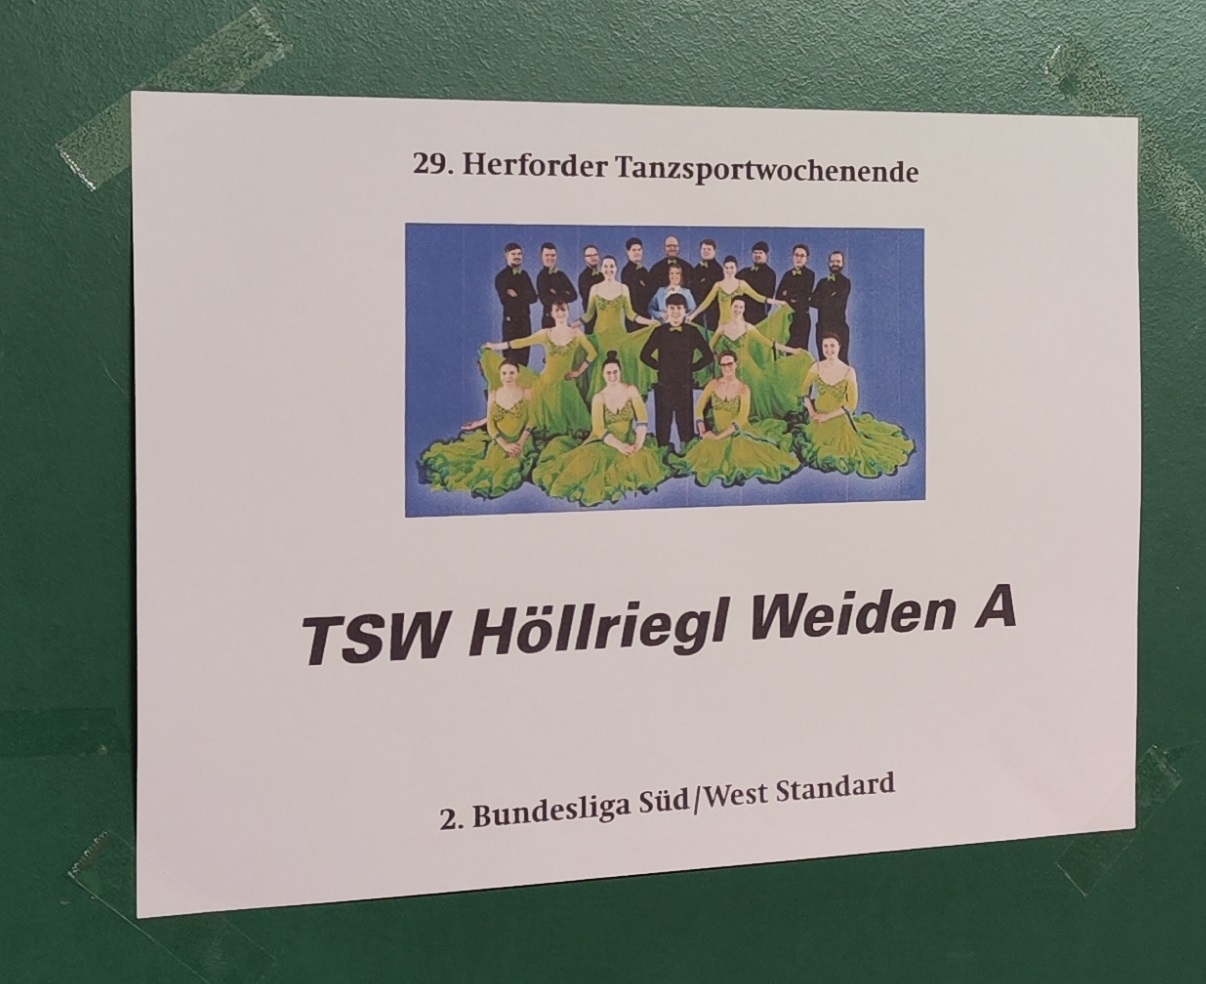 29. Herforder Tanzsportwochenende
TSW Höllriegl Weiden A
2. Bundesliga Süd/West Standard